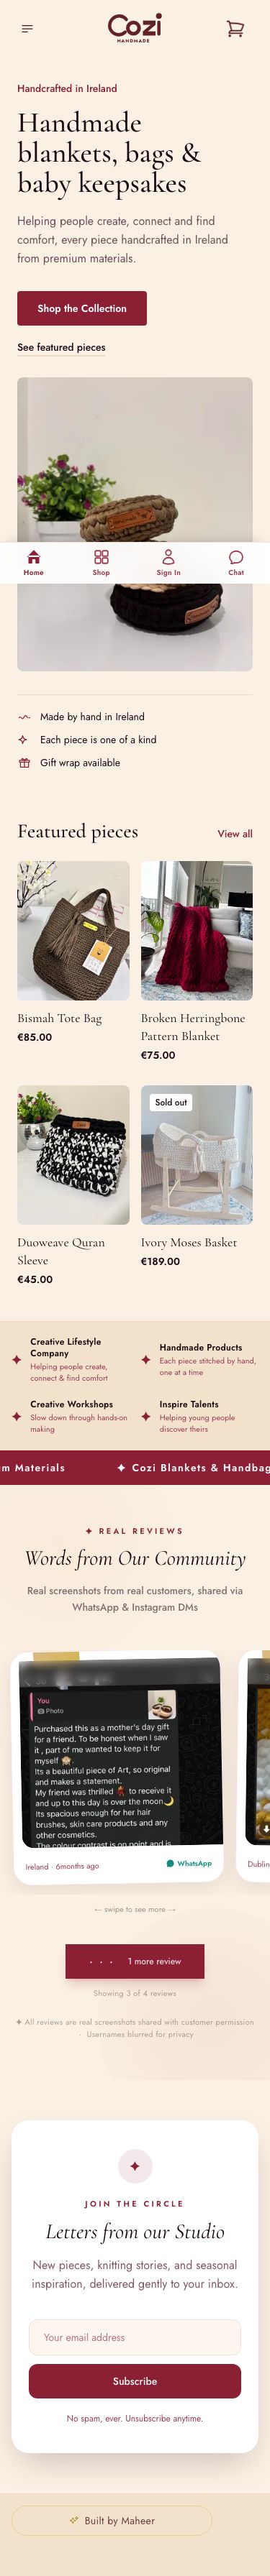 Cozi
HANDMADE
Handcrafted in Ireland
Handmade
blankets, bags &
baby keepsakes
Helping people create, connect and find
comfort, every piece handcrafted in Ireland
from premium materials.
Shop the Collection
See featured pieces
Home
Shop
Sign In
Chat
Made by hand in Ireland
Each piece is one of a kind
Gift wrap available
Featured pieces
View all
Bismah Tote Bag
€85.00
Broken Herringbone
Pattern Blanket
€75.00
Duoweave Quran
Sleeve
€45.00
Sold out
Ivory Moses Basket
€189.00
Creative Lifestyle
Company
Helping people create,
connect & find comfort
Handmade Products
Each piece stitched by hand,
one at a time
Creative Workshops
Slow down through hands-on
making
Inspire Talents
Helping young people
discover theirs
m Materials
✦ Cozi Blankets & Handbag
✦ REAL REVIEWS
Words from Our Community
Real screenshots from real customers, shared via
WhatsApp & Instagram DMs
You
Photo
Purchased this as a mother's day gift
for a friend. To be honest when I saw
it , part of me wanted to keep it for
myself 🙈.
Its a beautiful piece of Art, so original
and makes a statement.
My friend was thrilled 💃 to receive it
and up to this day is over the moon🌙
Its spacious enough for her hair
brushes, skin care products and any
other cosmetics.
The colour contrast is on point and is
Ireland · 6months ago
WhatsApp
Dublin
← swipe to see more →
1 more review
Showing 3 of 4 reviews
✦ All reviews are real screenshots shared with customer permission
· Usernames blurred for privacy
JOIN THE CIRCLE
Letters from our Studio
New pieces, knitting stories, and seasonal
inspiration, delivered gently to your inbox.
Your email address
Subscribe
No spam, ever. Unsubscribe anytime.
Built by Maheer